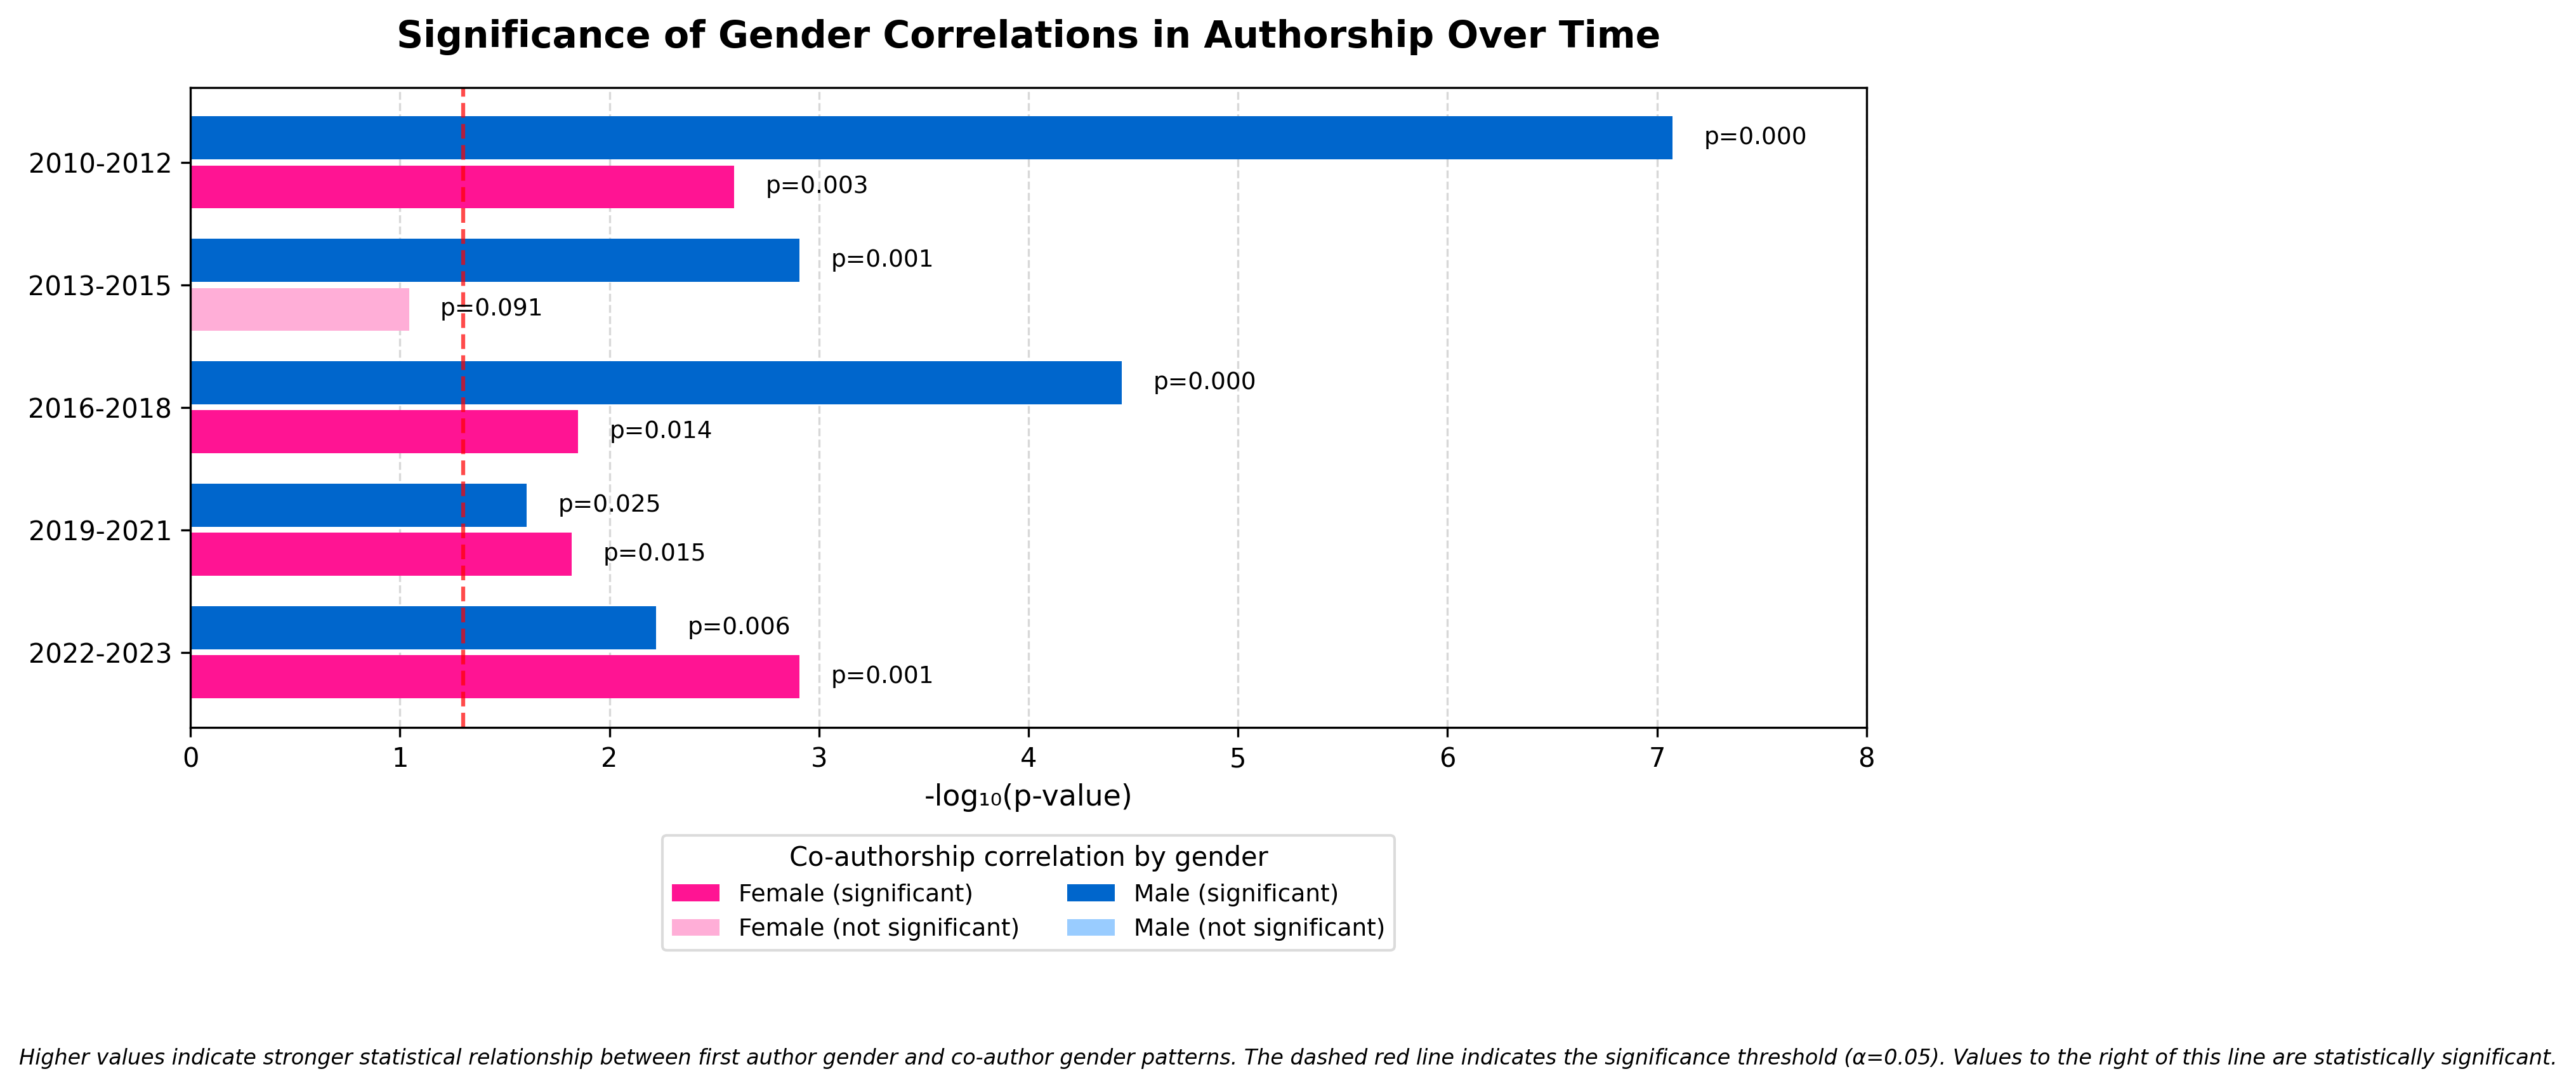 Significance of Gender Correlations in Authorship Over Time
2010-2012
p=0.000
p=0.003
2013-2015
p=0.001
p=0.091
2016-2018
p=0.000
p=0.014
2019-2021
p=0.025
p=0.015
2022-2023
p=0.006
p=0.001
0 1 2 3 4 5 6 7 8
-log₁₀(p-value)
Co-authorship correlation by gender
Female (significant) Male (significant)
Female (not significant) Male (not significant)
Higher values indicate stronger statistical relationship between first author gender and co-author gender patterns. The dashed red line indicates the significance threshold (α=0.05). Values to the right of this line are statistically significant.